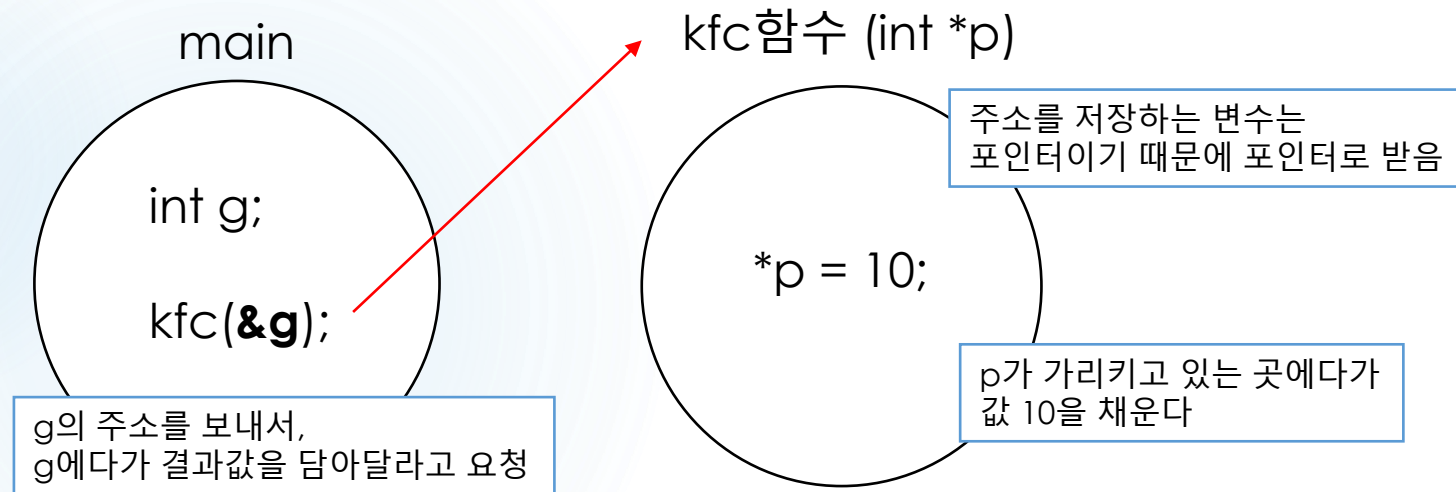 main
int g;
kfc(&g);
g의 주소를 보내서,
g에다가 결과값을 담아달라고 요청
kfc함수 (int *p)
주소를 저장하는 변수는
포인터이기 때문에 포인터로 받음
*p = 10;
p가 가리키고 있는 곳에다가
값 10을 채운다